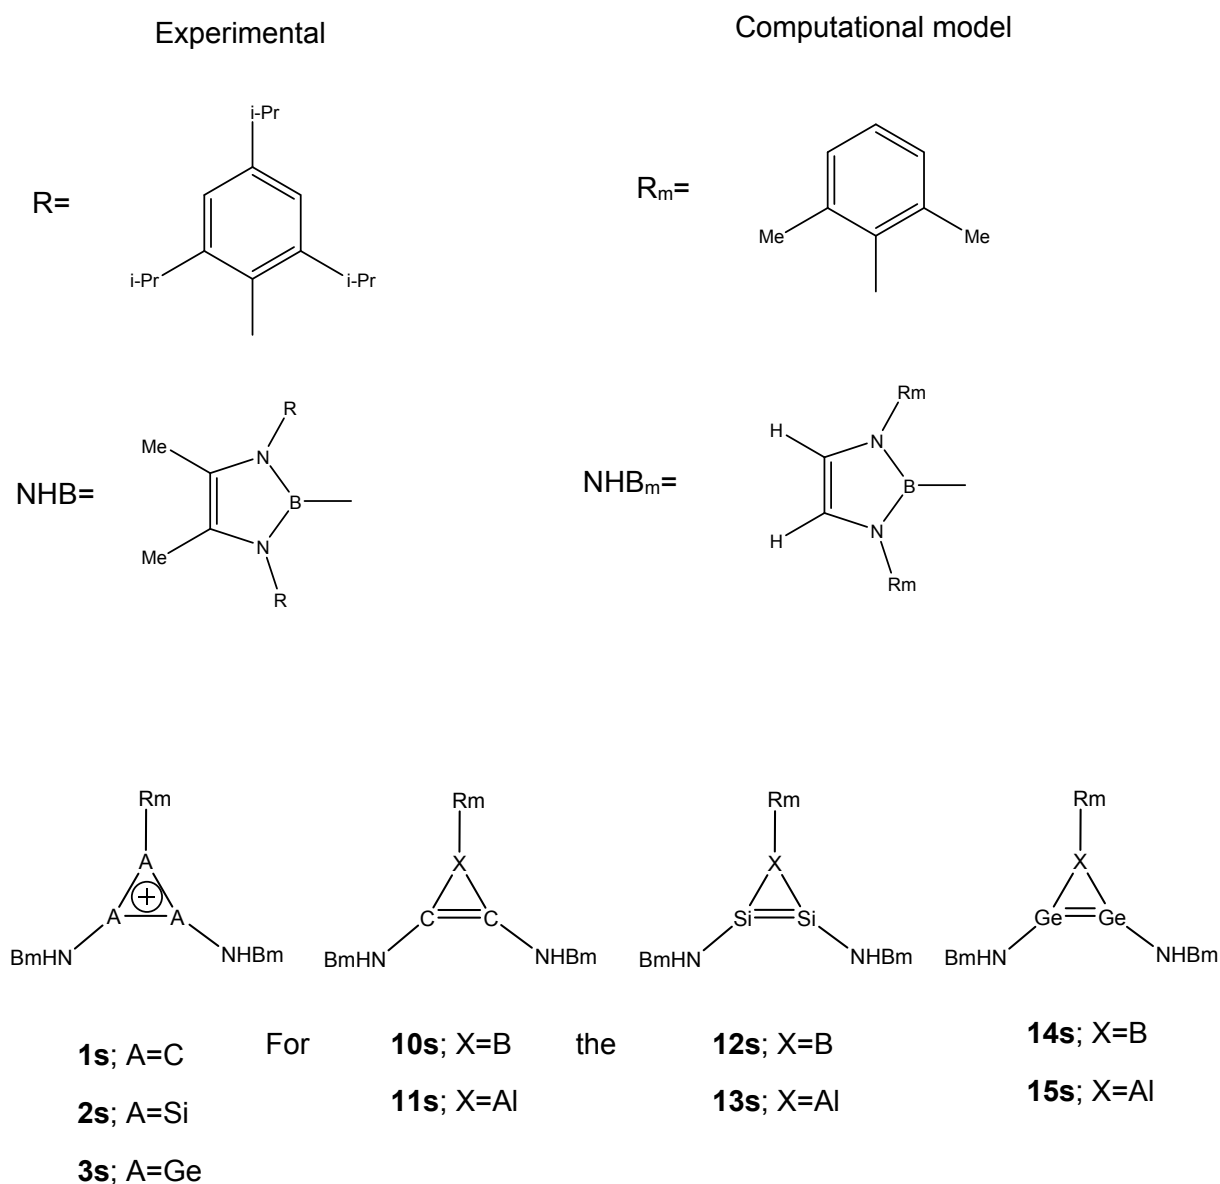 Experimental
Computational model
i-Pr
R=
i-Pr
i-Pr
Rm=
Me
Me
NHB=
Me
Me
R
N
B
N
R
NHBm=
H
H
Rm
N
B
N
Rm
Rm
A
A
A
+
BmHN
NHBm
Rm
X
C
C
BmHN
NHBm
Rm
X
Si
Si
BmHN
NHBm
Rm
X
Ge
Ge
BmHN
NHBm
1s; A=C
2s; A=Si
3s; A=Ge
For
10s; X=B
11s; X=Al
the
12s; X=B
13s; X=Al
14s; X=B
15s; X=Al